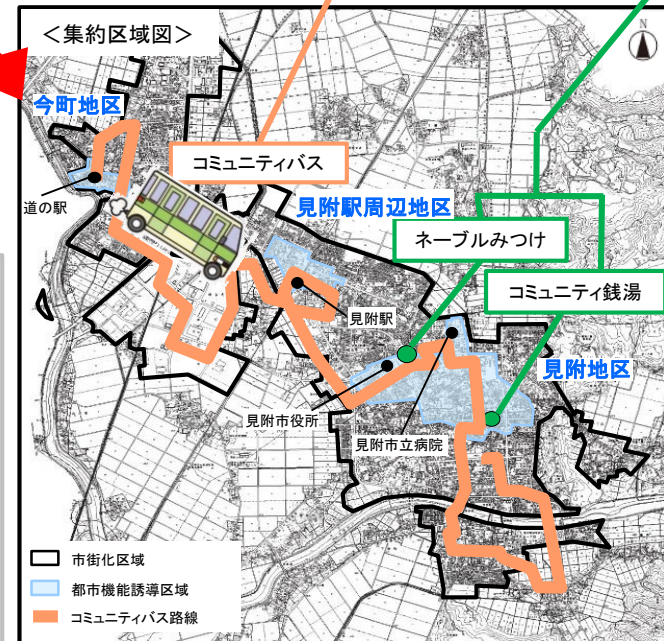 ＜集約区域図＞
今町地区
コミュニティバス
道の駅
見附駅周辺地区
ネーブルみつけ
コミュニティ銭湯
見附駅
見附地区
見附市役所
見附市立病院
市街化区域
都市機能誘導区域
コミュニティバス路線